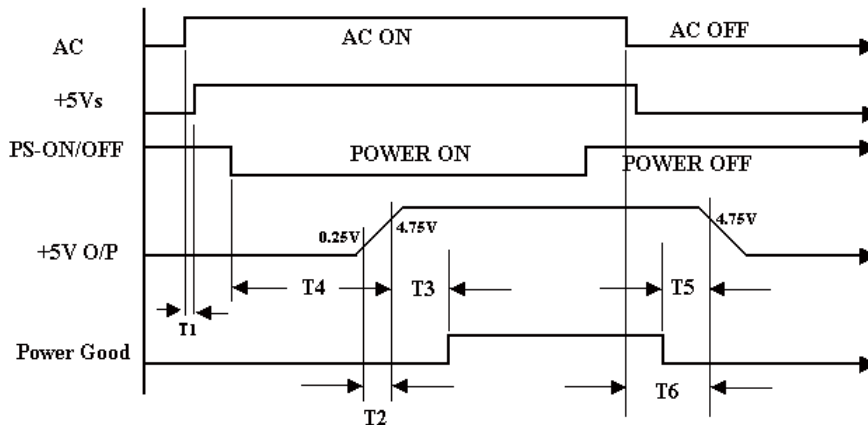 AC
AC ON
AC OFF
+5Vs
PS-ON/OFF
POWER ON
POWER OFF
0.25V
4.75V
4.75V
+5V O/P
T4
T3
T5
T1
Power Good
T2
T6